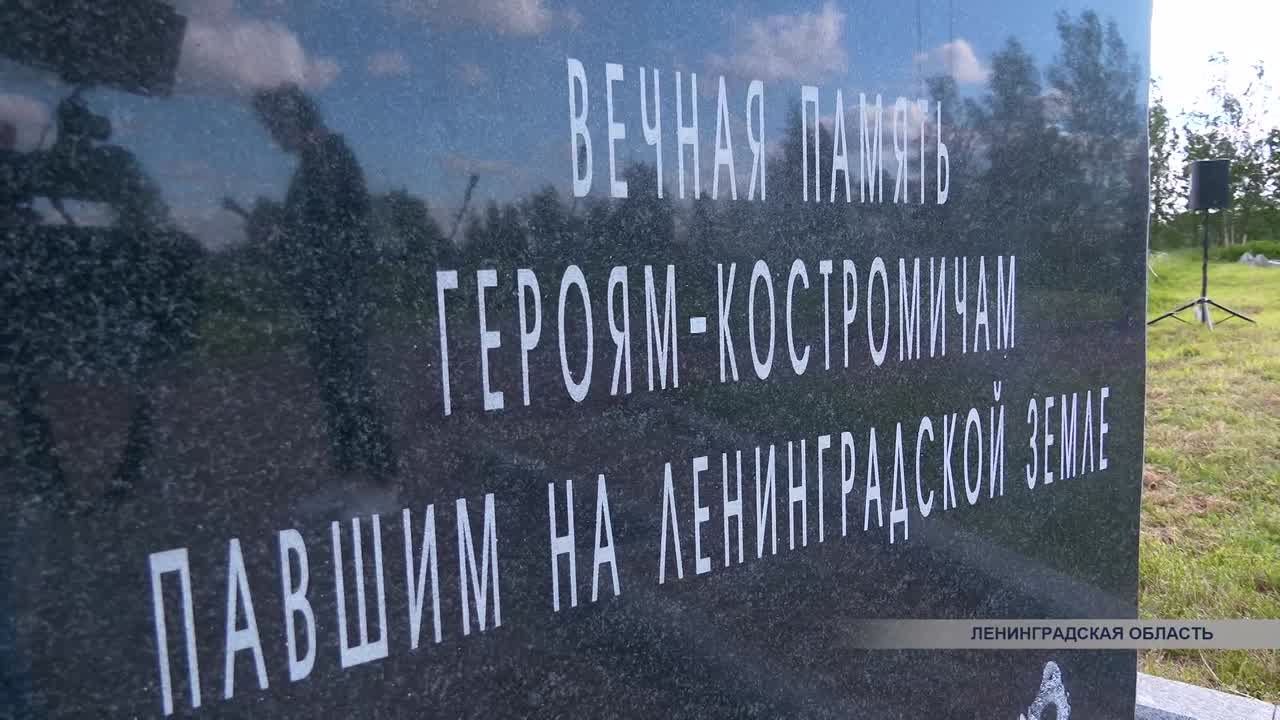 ВЕЧНАЯ ПАМЯТЬ
ГЕРОЯМ-КОСТРОМИЧАМ
ПАВШИМ НА ЛЕНИНГРАДСКОЙ ЗЕМЛЕ
ЛЕНИНГРАДСКАЯ ОБЛАСТЬ